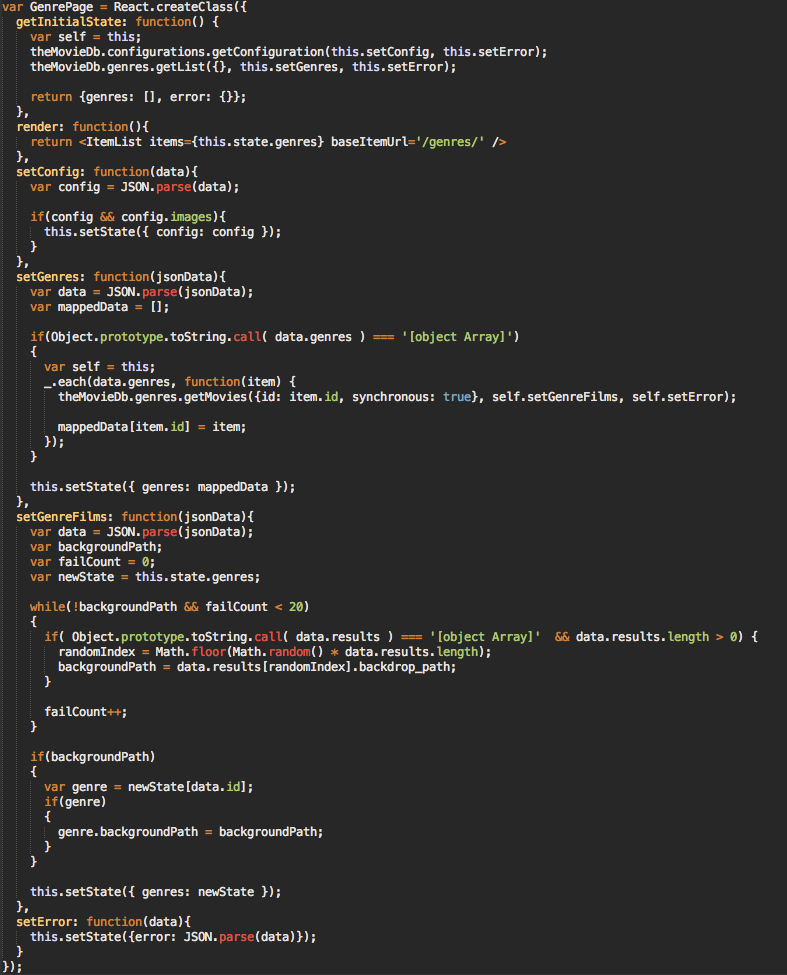 var GenrePage = React.createClass({
  getInitialState: function() {
    var self = this;
    theMovieDb.configurations.getConfiguration(this.setConfig, this.setError);
    theMovieDb.genres.getList({}, this.setGenres, this.setError);

    return {genres: [], error: {}};
  },
  render: function(){
    return <ItemList items={this.state.genres} baseItemUrl='/genres/' />
  },
  setConfig: function(data){
    var config = JSON.parse(data);

    if(config && config.images){
      this.setState({ config: config });
    }
  },
  setGenres: function(jsonData){
    var data = JSON.parse(jsonData);
    var mappedData = [];

    if(Object.prototype.toString.call( data.genres ) === '[object Array]')
    {
      var self = this;
      _.each(data.genres, function(item) {
        theMovieDb.genres.getMovies({id: item.id, synchronous: true}, self.setGenreFilms, self.setError);

        mappedData[item.id] = item;
      });
    }

    this.setState({ genres: mappedData });
  },
  setGenreFilms: function(jsonData){
    var data = JSON.parse(jsonData);
    var backgroundPath;
    var failCount = 0;
    var newState = this.state.genres;

    while(!backgroundPath && failCount < 20)
    {
      if( Object.prototype.toString.call( data.results ) === '[object Array]'  && data.results.length > 0) {
        randomIndex = Math.floor(Math.random() * data.results.length);
        backgroundPath = data.results[randomIndex].backdrop_path;
      }

      failCount++;
    }

    if(backgroundPath)
    {
      var genre = newState[data.id];
      if(genre)
      {
        genre.backgroundPath = backgroundPath;
      }
    }

    this.setState({ genres: newState });
  },
  setError: function(data){
    this.setState({error: JSON.parse(data)});
  }
});